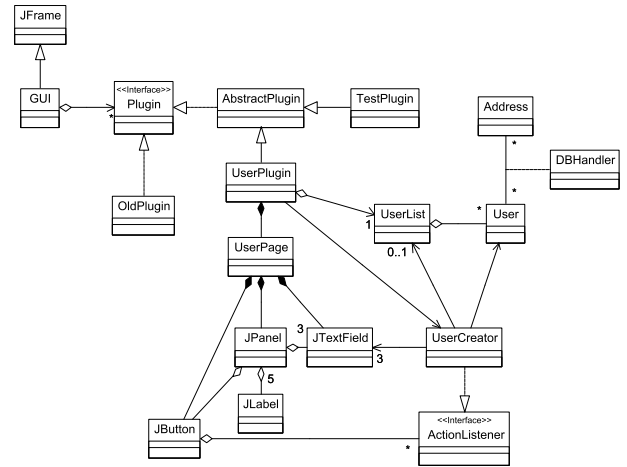 JFrame
GUI
*
<<Interface>>
Plugin
AbstractPlugin
TestPlugin
Address
*
DBHandler
*
OldPlugin
UserPlugin
1
UserList
0..1
*
User
UserPage
JPanel
3
JTextField
3
UserCreator
5
JLabel
JButton
*
<<Interface>>
ActionListener